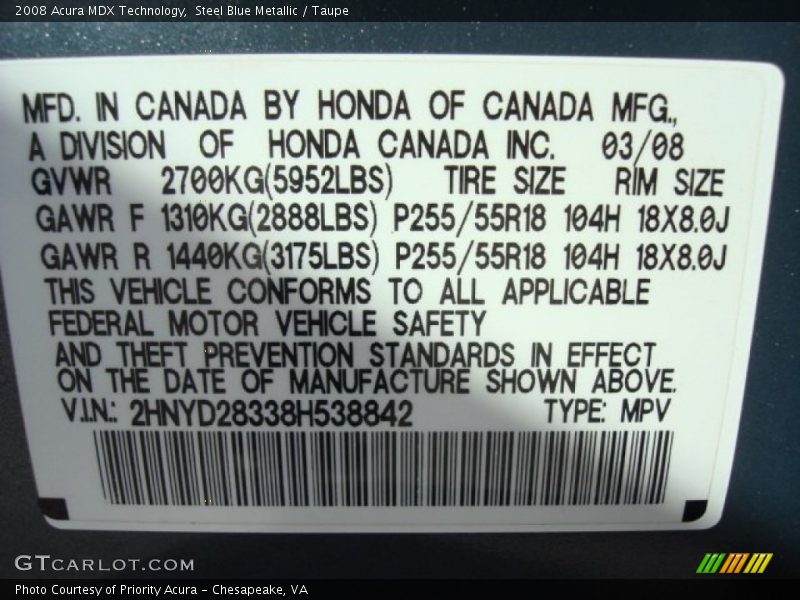 2008 Acura MDX Technology, Steel Blue Metallic / Taupe
MFD. IN CANADA BY HONDA OF CANADA MFG.,
A DIVISION OF HONDA CANADA INC. 03/08
GVWR 2700KG(5952LBS) TIRE SIZE RIM SIZE
GAWR F 1310KG(2888LBS) P255/55R18 104H 18X8.0J
GAWR R 1440KG(3175LBS) P255/55R18 104H 18X8.0J
THIS VEHICLE CONFORMS TO ALL APPLICABLE
FEDERAL MOTOR VEHICLE SAFETY
AND THEFT PREVENTION STANDARDS IN EFFECT
ON THE DATE OF MANUFACTURE SHOWN ABOVE.
V.I.N.: 2HNYD28338H538842 TYPE: MPV
GTCARLOT.COM
Photo Courtesy of Priority Acura - Chesapeake, VA